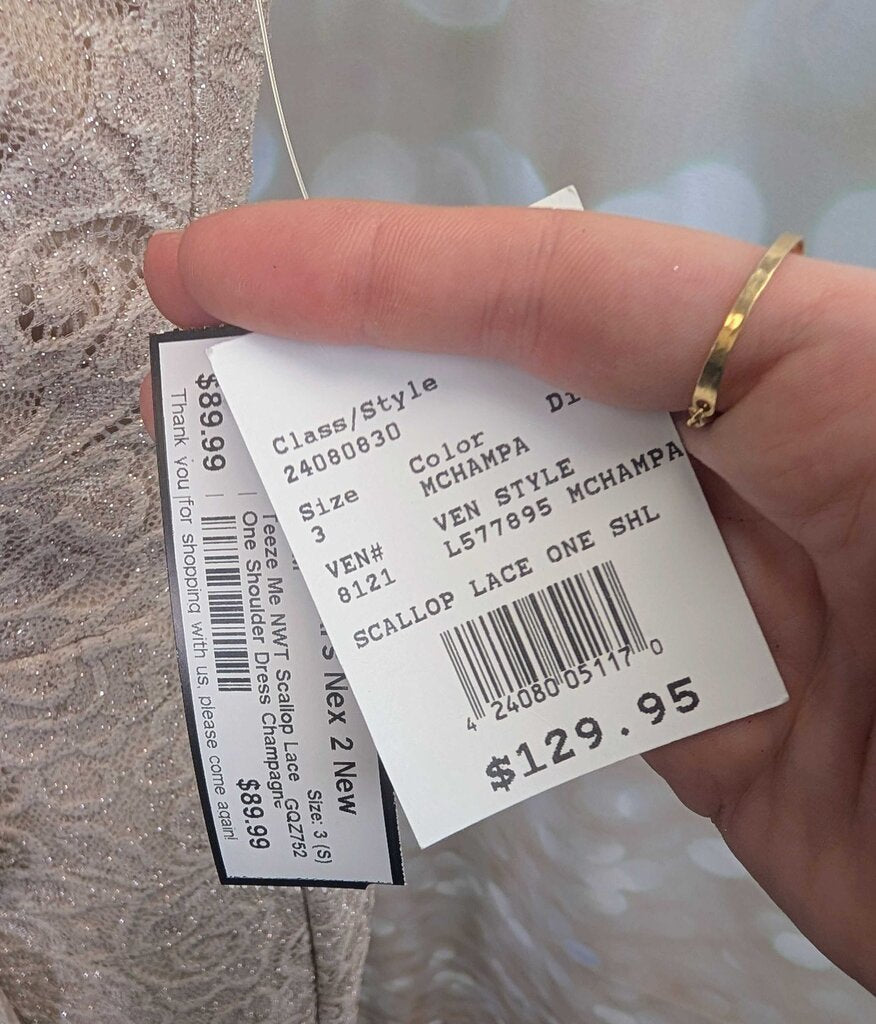 Class/Style
24080830
Size
3
Color
MCHAMPA
VEN#
8121
VEN STYLE
L577895 MCHAMPA
SCALLOP LACE ONE SHL
4 24080 05117 0
$129.95
Nex 2 New
Size: 3 (S)
Teeze Me NWT Scallop Lace GQZ752
One Shoulder Dress Champagne
$89.99 $89.99
Thank you for shopping with us, please come again!